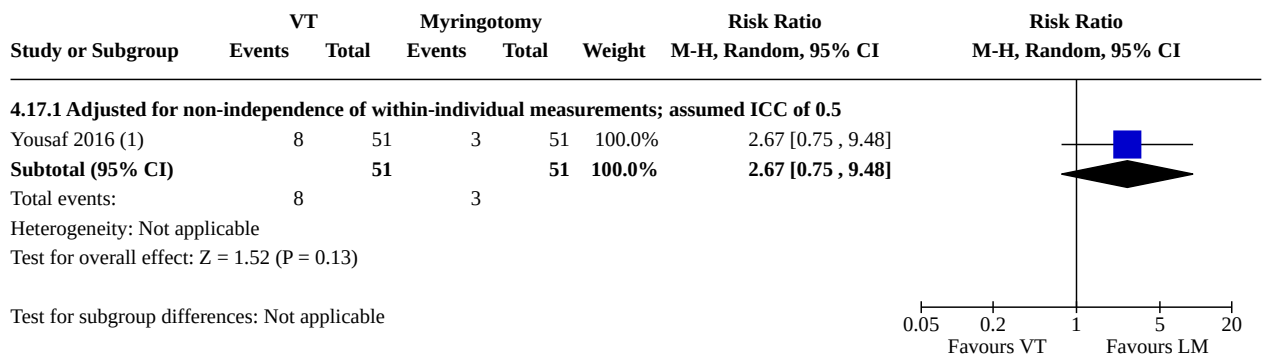 VT Myringotomy Risk Ratio Risk Ratio
Study or Subgroup Events Total Events Total Weight M-H, Random, 95% CI M-H, Random, 95% CI
4.17.1 Adjusted for non-independence of within-individual measurements; assumed ICC of 0.5
Yousaf 2016 (1) 8 51 3 51 100.0% 2.67 [0.75 , 9.48]
Subtotal (95% CI) 51 51 100.0% 2.67 [0.75 , 9.48]
Total events: 8 3
Heterogeneity: Not applicable
Test for overall effect: Z = 1.52 (P = 0.13)
Test for subgroup differences: Not applicable
0.05 0.2 1 5 20
Favours VT Favours LM